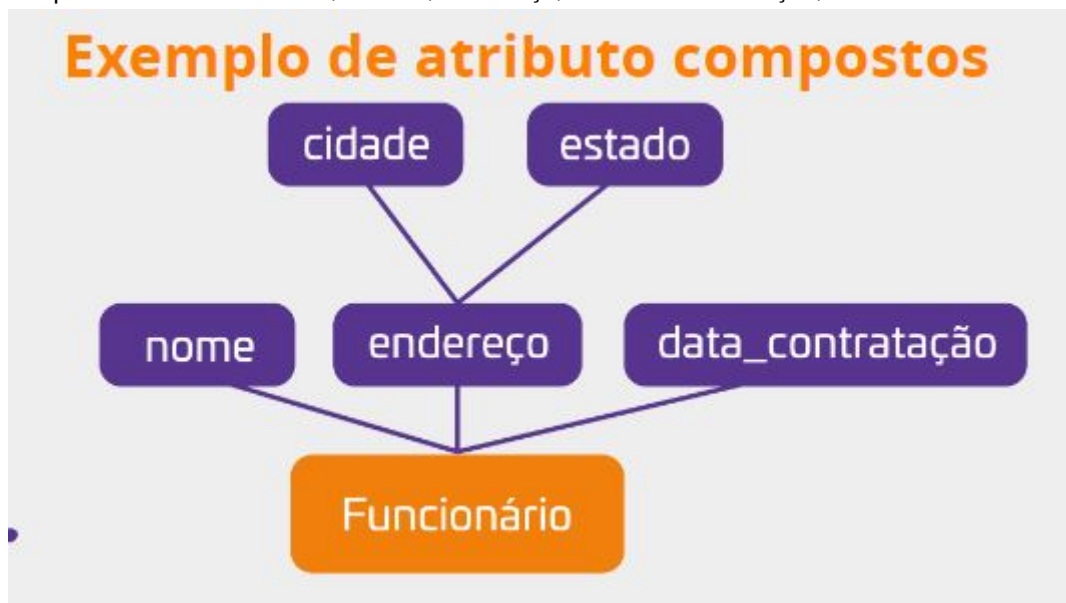 Exemplo de atributo compostos
cidade
estado
nome
endereço
data_contratação
Funcionário